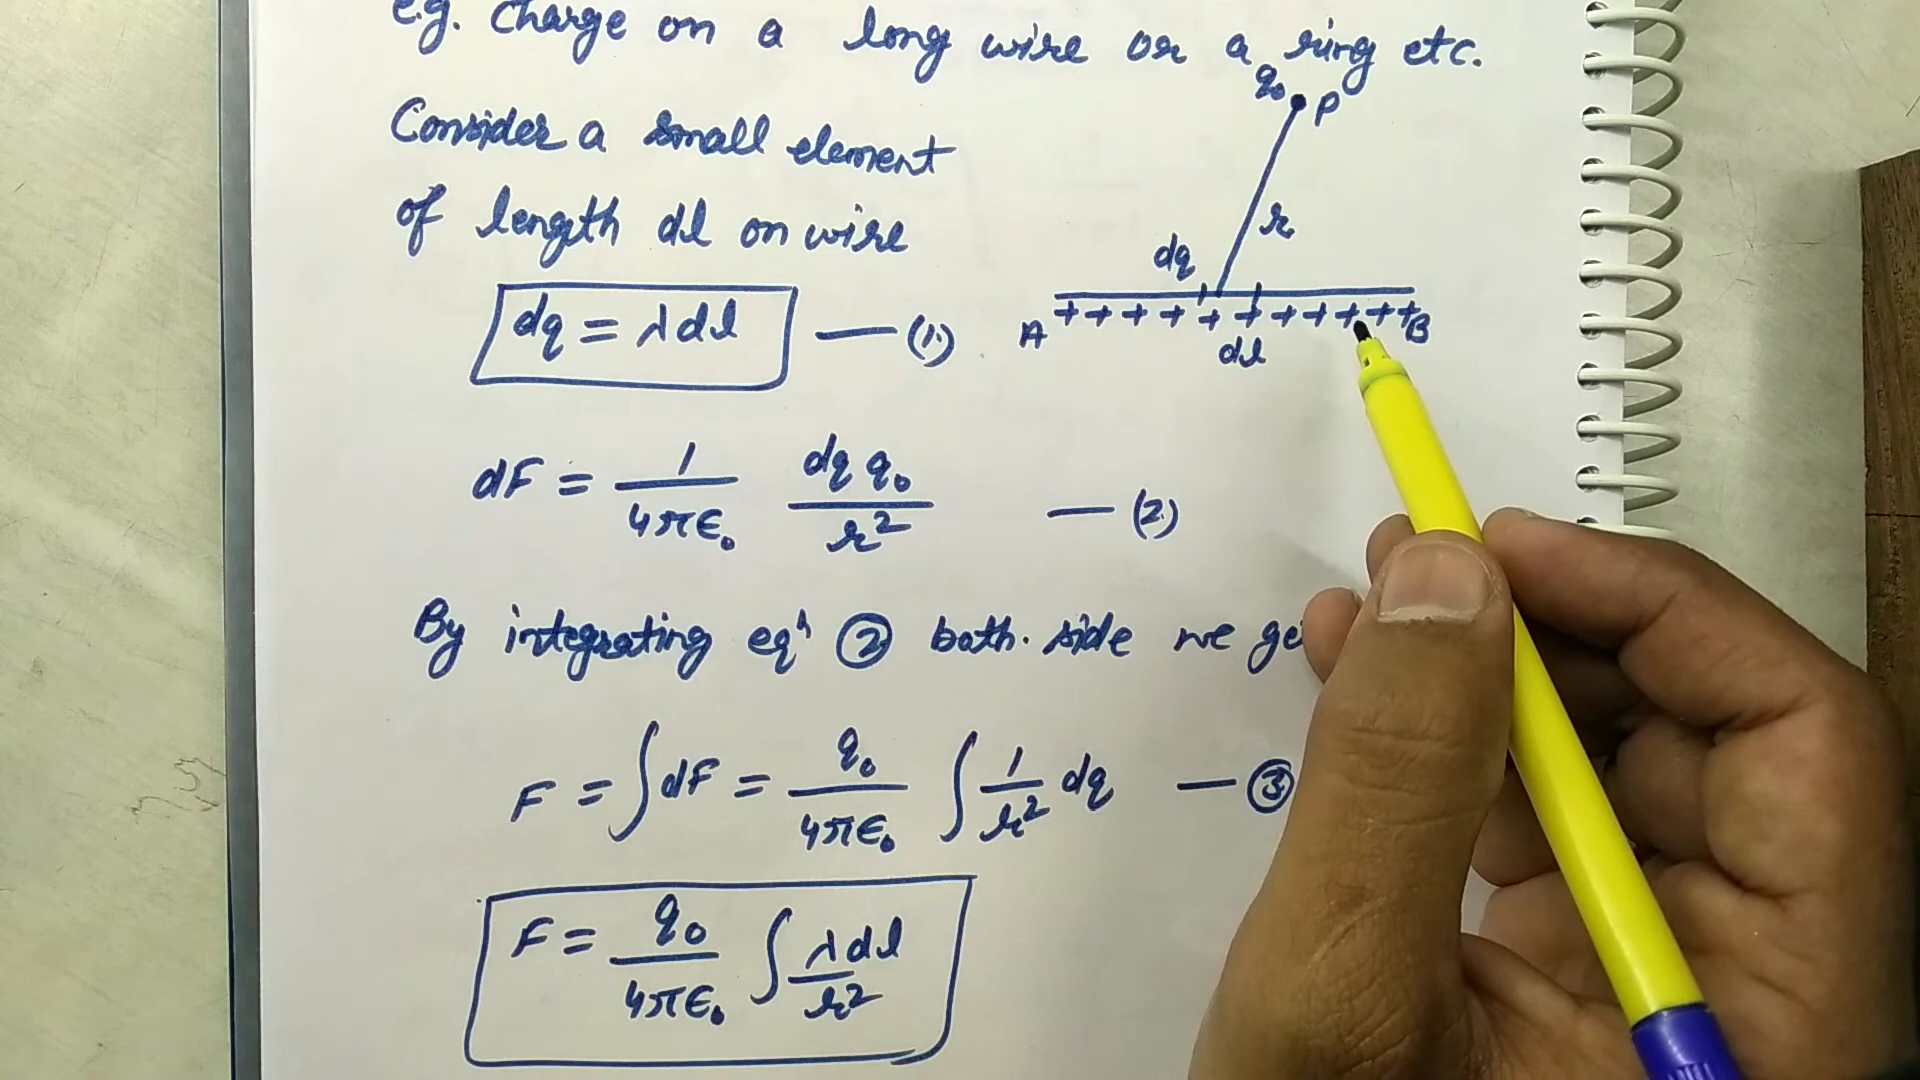 e.g. Charge on a long wire or a ring etc.
q₀ P
Consider a small element
of length dl on wire
r
dq
dq = λdl — (1.)
A + + + + + + + + + + + B
dl
dF = 1/4πϵ₀ dq q₀/r² — (2.)
By integrating eqⁿ ② both side we ge
F = ∫dF = q₀/4πϵ₀ ∫ 1/r² dq — ③
F = q₀/4πϵ₀ ∫ λdl/r²